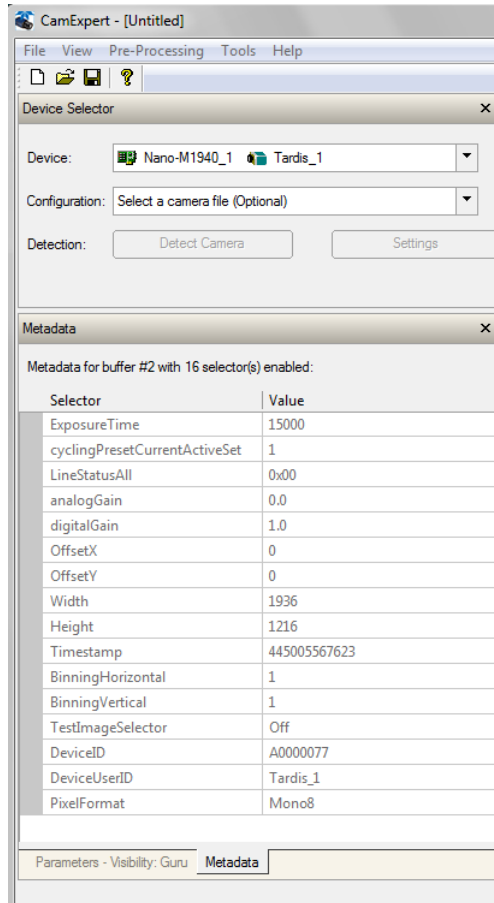 CamExpert - [Untitled]
File View Pre-Processing Tools Help
Device Selector
Device: Nano-M1940_1 Tardis_1
Configuration: Select a camera file (Optional)
Detection: Detect Camera Settings
Metadata
Metadata for buffer #2 with 16 selector(s) enabled:
Selector Value
ExposureTime 15000
cyclingPresetCurrentActiveSet 1
LineStatusAll 0x00
analogGain 0.0
digitalGain 1.0
OffsetX 0
OffsetY 0
Width 1936
Height 1216
Timestamp 445005567623
BinningHorizontal 1
BinningVertical 1
TestImageSelector Off
DeviceID A0000077
DeviceUserID Tardis_1
PixelFormat Mono8
Parameters - Visibility: Guru Metadata